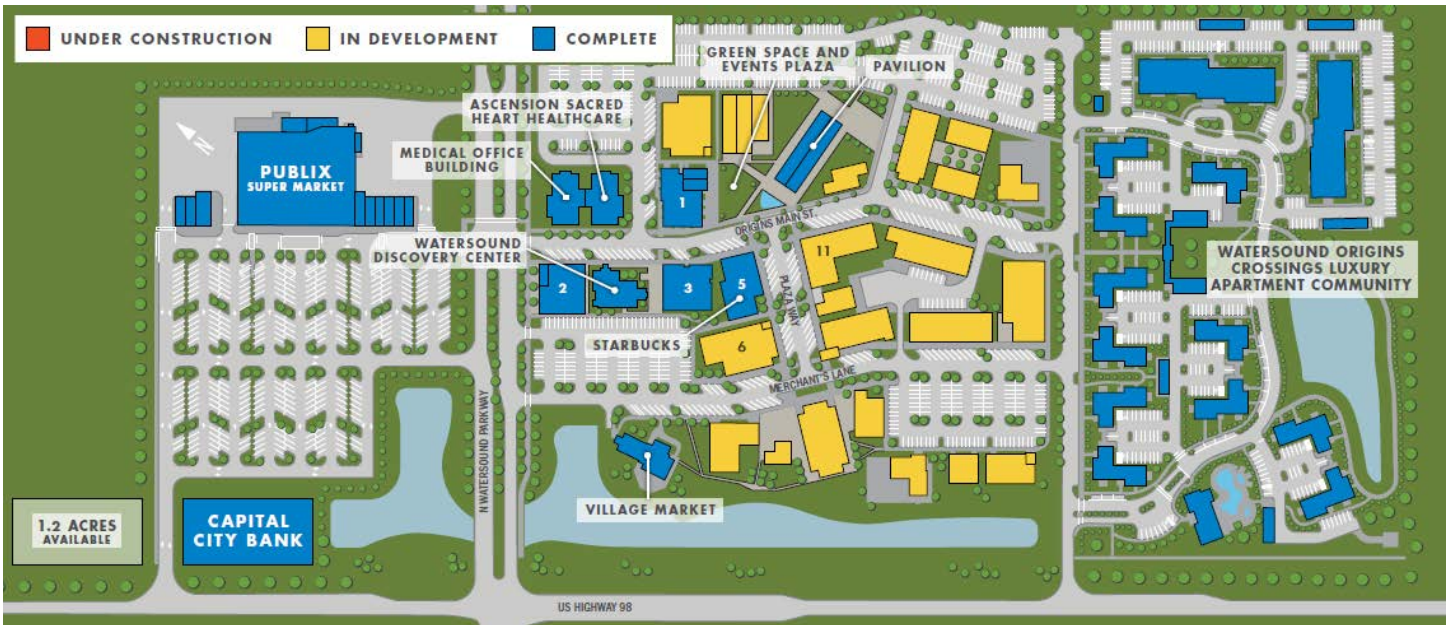 UNDER CONSTRUCTION
IN DEVELOPMENT
COMPLETE
GREEN SPACE AND
EVENTS PLAZA
PAVILION
ASCENSION SACRED
HEART HEALTHCARE
MEDICAL OFFICE
BUILDING
N
PUBLIX
SUPER MARKET
1
ORIGINS MAIN ST.
WATERSOUND
DISCOVERY CENTER
11
WATERSOUND ORIGINS
CROSSINGS LUXURY
APARTMENT COMMUNITY
2
3
5
PLAZA WAY
STARBUCKS
6
MERCHANT'S LANE
N WATERSOUND PARKWAY
VILLAGE MARKET
1.2 ACRES
AVAILABLE
CAPITAL
CITY BANK
US HIGHWAY 98